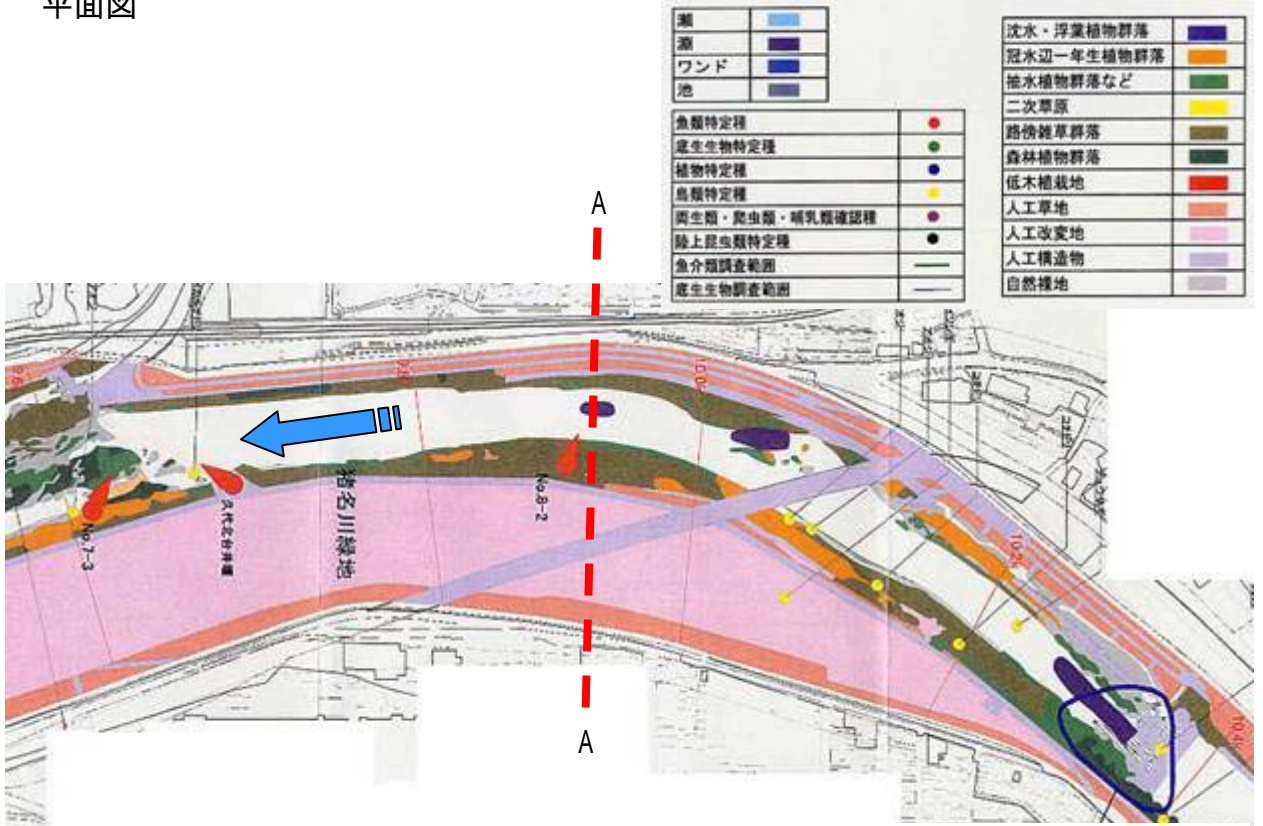 平面図
瀬
淵
ワンド
池
魚類特定種
底生生物特定種
植物特定種
鳥類特定種
両生類・爬虫類・哺乳類確認種
陸上昆虫類特定種
魚介類調査範囲
底生生物調査範囲
沈水・浮葉植物群落
冠水辺一年生植物群落
抽水植物群落など
二次草原
路傍雑草群落
森林植物群落
低木植栽地
人工草地
人工改変地
人工構造物
自然裸地
A
10.0k
10.2k
10.4k
No.7-3
久代北台井堰
猪名川緑地
No.8-2
A